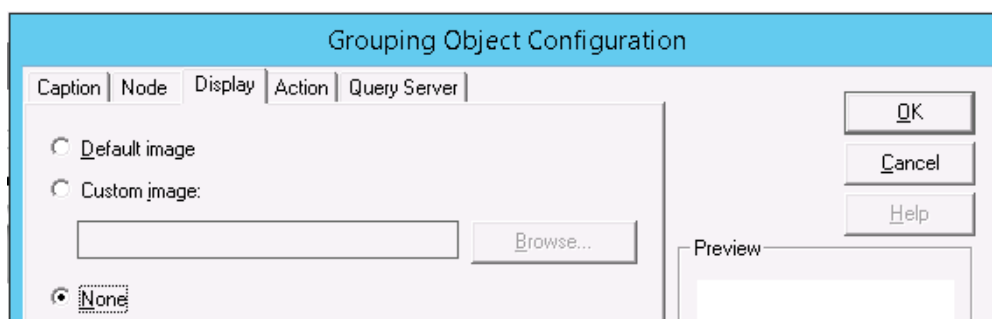 Grouping Object Configuration
Caption Node Display Action Query Server
OK
Default image
Cancel
Custom image:
Help
Browse...
Preview
None